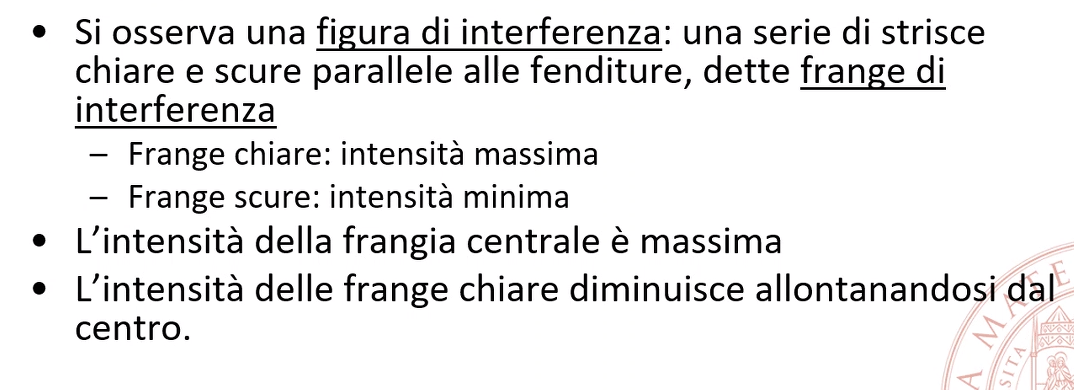 • Si osserva una figura di interferenza: una serie di strisce
chiare e scure parallele alle fenditure, dette frange di
interferenza
– Frange chiare: intensità massima
– Frange scure: intensità minima
• L’intensità della frangia centrale è massima
• L’intensità delle frange chiare diminuisce allontanandosi dal
centro.